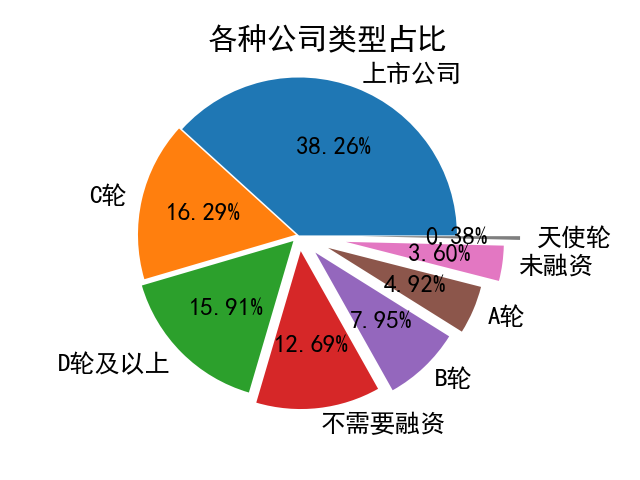 各种公司类型占比
上市公司
38.26%
C轮
16.29%
D轮及以上
15.91%
不需要融资
12.69%
B轮
7.95%
A轮
4.92%
未融资
3.60%
天使轮
0.38%